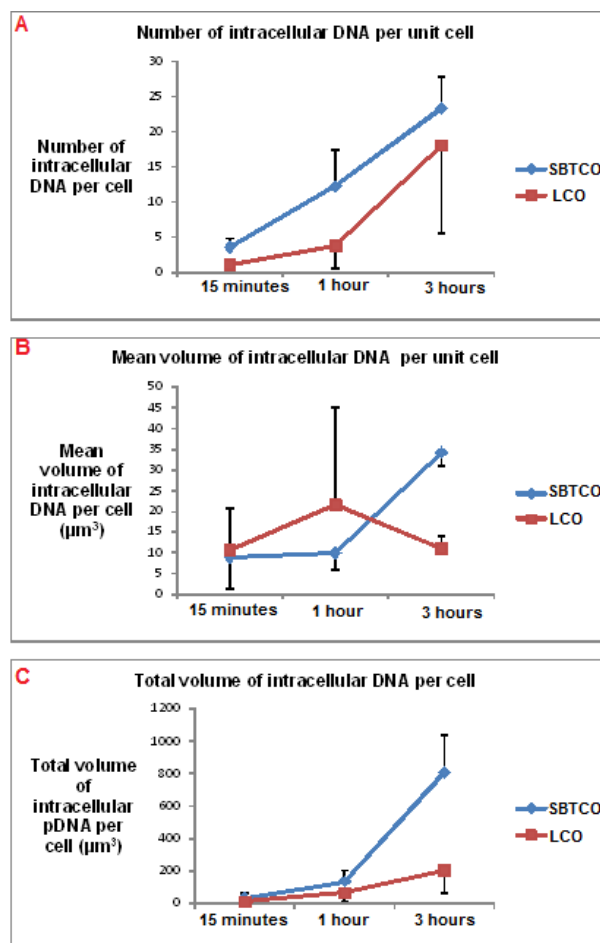 A
Number of intracellular DNA per unit cell
30
25
20
15
10
5
0
Number of
intracellular
DNA per cell
15 minutes
1 hour
3 hours
SBTCO
LCO
B
Mean volume of intracellular DNA per unit cell
50
45
40
35
30
25
20
15
10
5
0
Mean
volume of
intracellular
DNA per cell
(µm³)
15 minutes
1 hour
3 hours
SBTCO
LCO
C
Total volume of intracellular DNA per cell
1200
1000
800
600
400
200
0
Total volume
of
intracellular
pDNA per
cell (µm³)
15 minutes
1 hour
3 hours
SBTCO
LCO